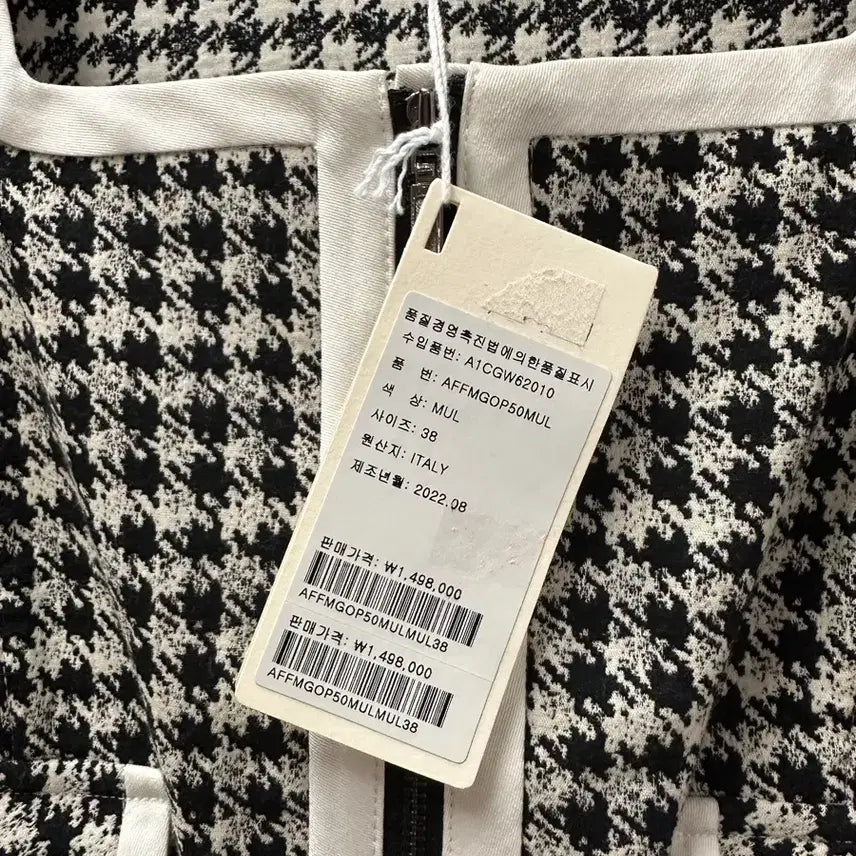 품질경영촉진법에의한품질표시
수입품번: A1CGW62010
품 번: AFFMGOP50MUL
색 상: MUL
사이즈: 38
원산지: ITALY
제조년월: 2022.08
판매가격: ₩1,498,000
AFFMGOP50MULMUL38
판매가격: ₩1,498,000
AFFMGOP50MULMUL38